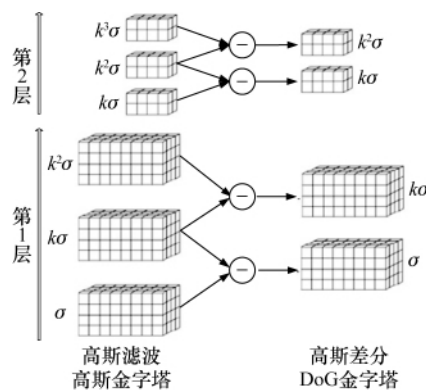 第2层
k³σ
k²σ
k²σ
kσ
kσ
第1层
k²σ
kσ
kσ
σ
σ
高斯滤波 高斯差分
高斯金字塔 DoG金字塔